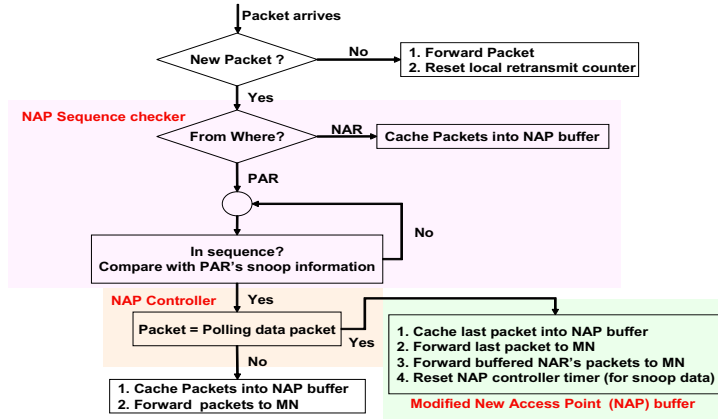 Packet arrives
New Packet ?
No
1. Forward Packet
2. Reset local retransmit counter
Yes
NAP Sequence checker
From Where?
NAR
Cache Packets into NAP buffer
PAR
No
In sequence?
Compare with PAR's snoop information
NAP Controller
Yes
Packet = Polling data packet
Yes
1. Cache last packet into NAP buffer
2. Forward last packet to MN
3. Forward buffered NAR's packets to MN
4. Reset NAP controller timer (for snoop data)
Modified New Access Point (NAP) buffer
No
1. Cache Packets into NAP buffer
2. Forward packets to MN